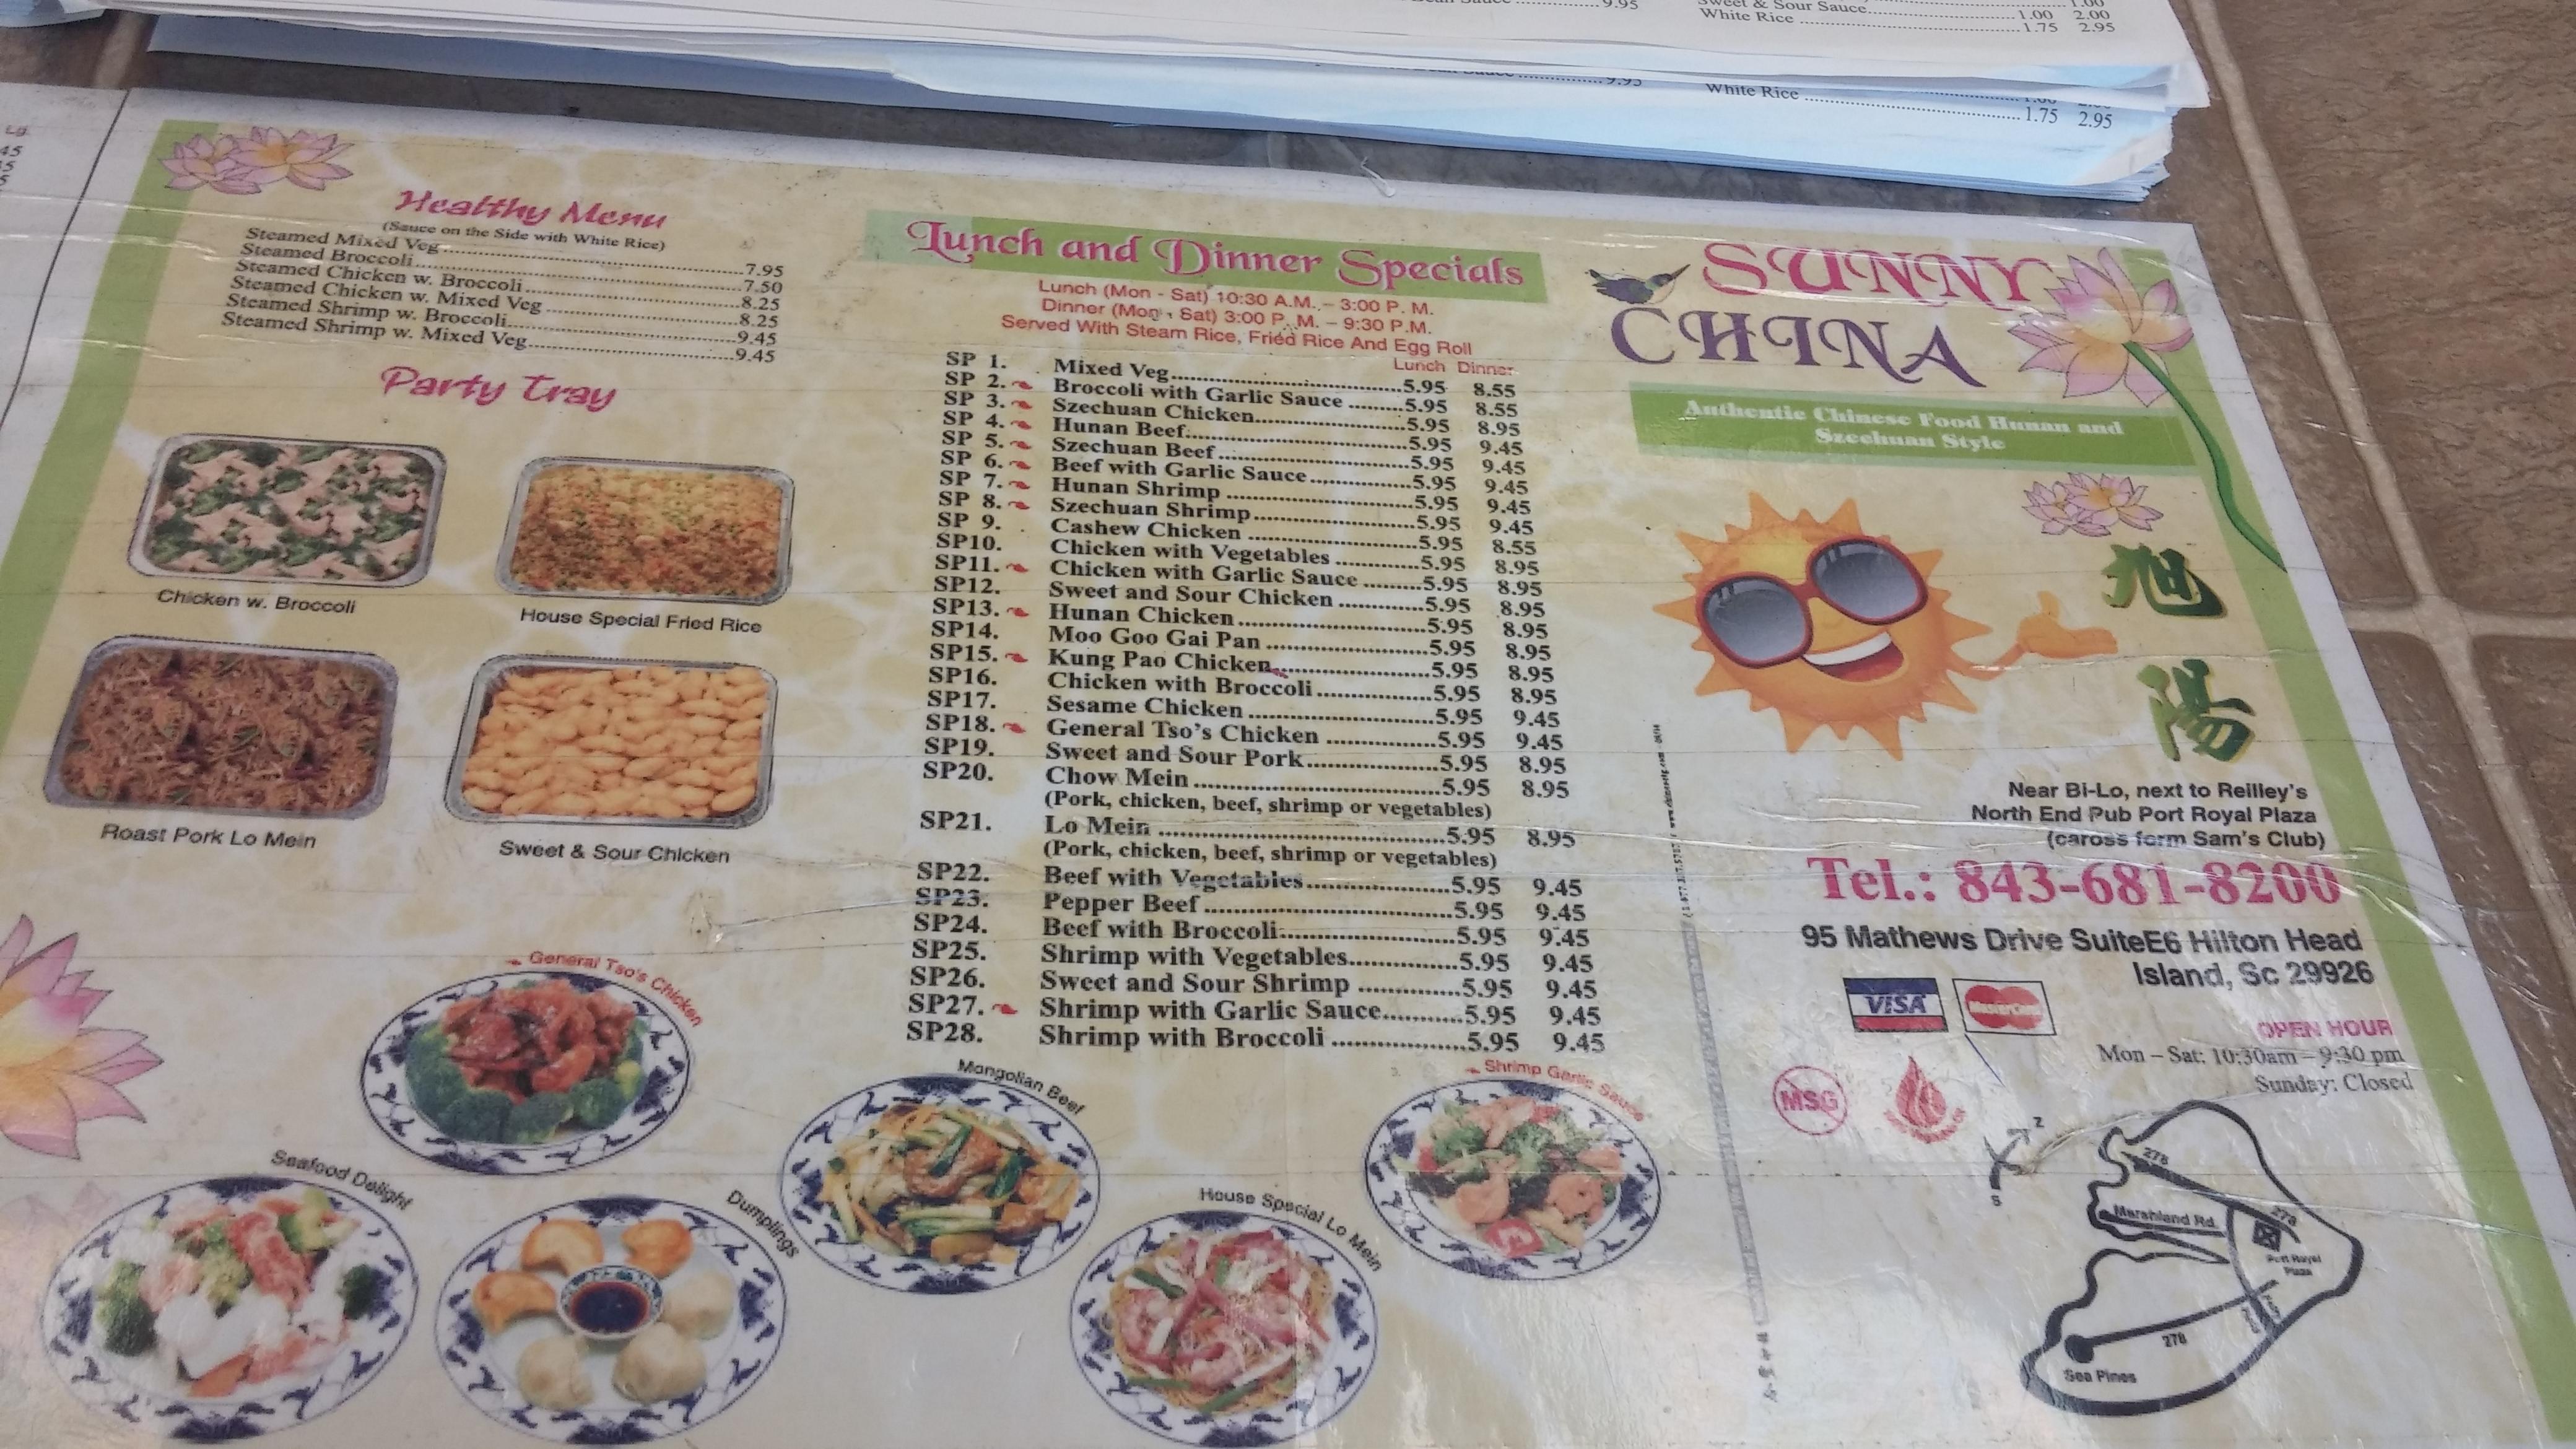 9.95
Sweet & Sour Sauce 1.00 2.00
White Rice 1.75 2.95
9.95
White Rice
1.75 2.95
Healthy Menu
(Sauce on the Side with White Rice)
Steamed Mixed Veg 7.95
Steamed Broccoli 7.50
Steamed Chicken w. Broccoli 8.25
Steamed Chicken w. Mixed Veg 8.25
Steamed Shrimp w. Broccoli 9.45
Steamed Shrimp w. Mixed Veg 9.45
Party Tray
Chicken w. Broccoli
House Special Fried Rice
Roast Pork Lo Mein
Sweet & Sour Chicken
General Tso's Chicken
Seafood Delight
Dumplings
Mongolian Beef
House Special Lo Mein
Shrimp Garlic Sauce
Lunch and Dinner Specials
Lunch (Mon - Sat) 10:30 A.M. – 3:00 P. M.
Dinner (Mon - Sat) 3:00 P. M. – 9:30 P.M.
Served With Steam Rice, Fried Rice And Egg Roll
Lunch Dinner
SP 1. Mixed Veg 5.95 8.55
SP 2. Broccoli with Garlic Sauce 5.95 8.55
SP 3. Szechuan Chicken 5.95 8.95
SP 4. Hunan Beef 5.95 9.45
SP 5. Szechuan Beef 5.95 9.45
SP 6. Beef with Garlic Sauce 5.95 9.45
SP 7. Hunan Shrimp 5.95 9.45
SP 8. Szechuan Shrimp 5.95 9.45
SP 9. Cashew Chicken 5.95 8.55
SP10. Chicken with Vegetables 5.95 8.95
SP11. Chicken with Garlic Sauce 5.95 8.95
SP12. Sweet and Sour Chicken 5.95 8.95
SP13. Hunan Chicken 5.95 8.95
SP14. Moo Goo Gai Pan 5.95 8.95
SP15. Kung Pao Chicken 5.95 8.95
SP16. Chicken with Broccoli 5.95 8.95
SP17. Sesame Chicken 5.95 9.45
SP18. General Tso's Chicken 5.95 9.45
SP19. Sweet and Sour Pork 5.95 8.95
SP20. Chow Mein 5.95 8.95
(Pork, chicken, beef, shrimp or vegetables)
SP21. Lo Mein 5.95 8.95
(Pork, chicken, beef, shrimp or vegetables)
SP22. Beef with Vegetables 5.95 9.45
SP23. Pepper Beef 5.95 9.45
SP24. Beef with Broccoli 5.95 9.45
SP25. Shrimp with Vegetables 5.95 9.45
SP26. Sweet and Sour Shrimp 5.95 9.45
SP27. Shrimp with Garlic Sauce 5.95 9.45
SP28. Shrimp with Broccoli 5.95 9.45
SUNNY
CHINA
Authentic Chinese Food Hunan and
Szechuan Style
旭
陽
Near Bi-Lo, next to Reilley's
North End Pub Port Royal Plaza
(caross form Sam's Club)
Tel.: 843-681-8200
95 Mathews Drive SuiteE6 Hilton Head
Island, Sc 29926
VISA
MasterCard
OPEN HOUR
Mon – Sat: 10:30am – 9:30 pm
Sunday: Closed
MSG
S
278
278
Marshland Rd.
Port Royal
Plaza
278
Sea Pines